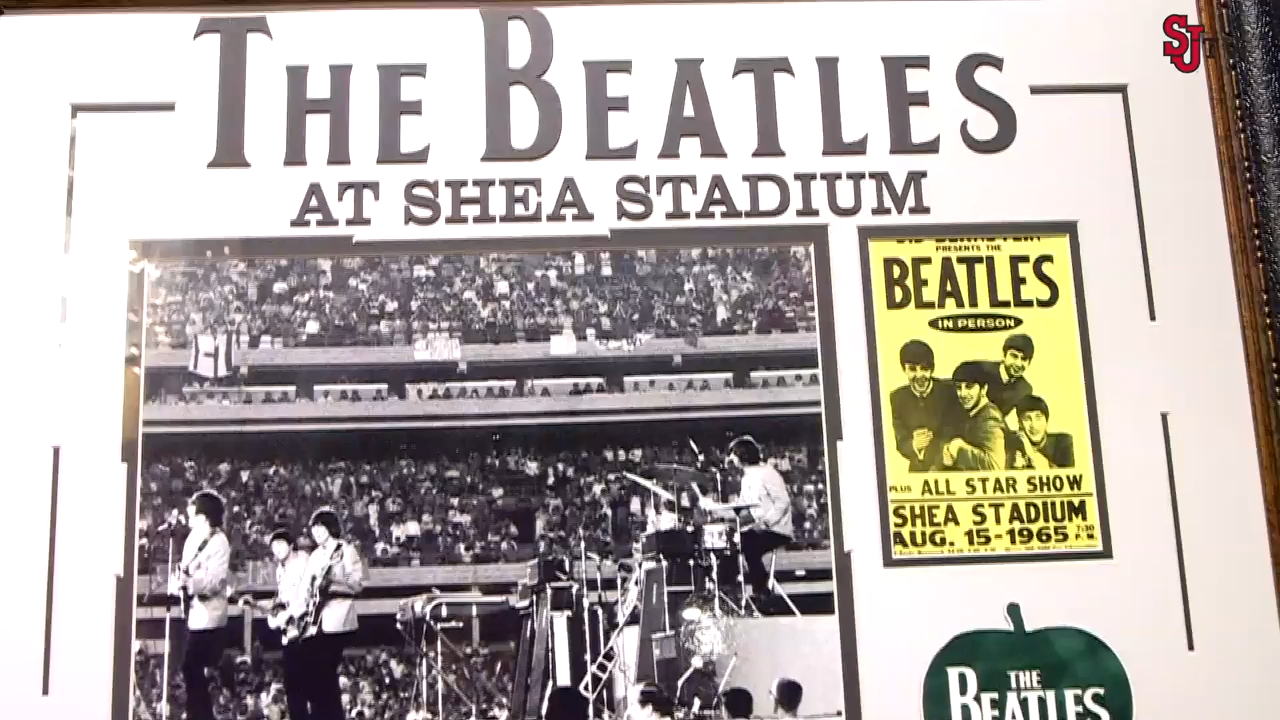 THE BEATLES
AT SHEA STADIUM
PRESENTS THE
BEATLES
IN PERSON
PLUS ALL STAR SHOW
SHEA STADIUM
AUG. 15-1965 7:30 P.M.
THE
BEATLES
SJ